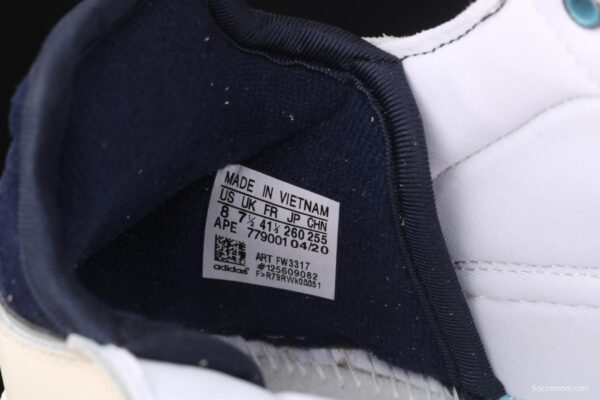 MADE IN VIETNAM
US UK FR JP CHN
8 7½ 41⅓ 260 255
APE 779001 04/20
ART FW3317
#125609082
adidas F>R79RWk00051
Soccermom.com